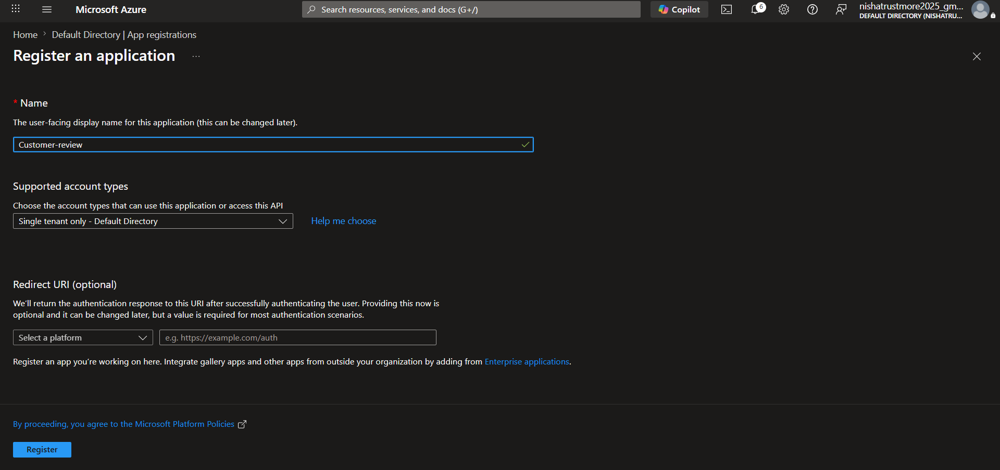 Microsoft Azure
Search resources, services, and docs (G+/)
Copilot
6
nishatrustmore2025_gm...
DEFAULT DIRECTORY (NISHATRU...
Home > Default Directory | App registrations
Register an application ...
* Name
The user-facing display name for this application (this can be changed later).
Customer-review
Supported account types
Choose the account types that can use this application or access this API
Single tenant only - Default Directory
Help me choose
Redirect URI (optional)
We'll return the authentication response to this URI after successfully authenticating the user. Providing this now is
optional and it can be changed later, but a value is required for most authentication scenarios.
Select a platform
e.g. https://example.com/auth
Register an app you're working on here. Integrate gallery apps and other apps from outside your organization by adding from Enterprise applications.
By proceeding, you agree to the Microsoft Platform Policies
Register